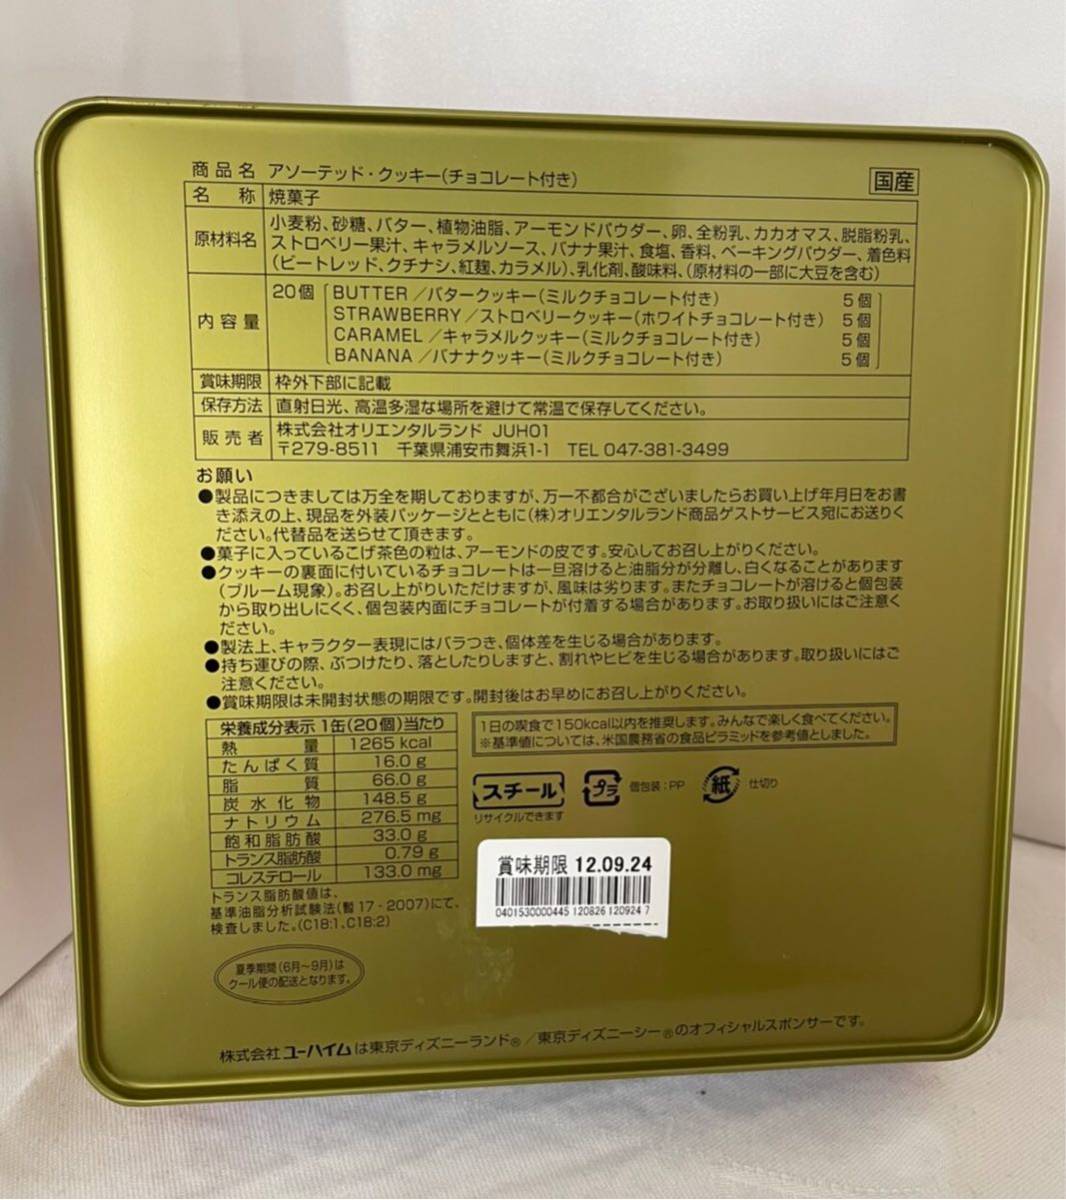 商品名 アソーテッド・クッキー(チョコレート付き)
国産
名称 焼菓子
原材料名 小麦粉、砂糖、バター、植物油脂、アーモンドパウダー、卵、全粉乳、カカオマス、脱脂粉乳、
ストロベリー果汁、キャラメルソース、バナナ果汁、食塩、香料、ベーキングパウダー、着色料
(ビートレッド、クチナシ、紅麹、カラメル)、乳化剤、酸味料、(原材料の一部に大豆を含む)
内容量 20個 BUTTER/バタークッキー(ミルクチョコレート付き) 5個
STRAWBERRY/ストロベリークッキー(ホワイトチョコレート付き) 5個
CARAMEL/キャラメルクッキー(ミルクチョコレート付き) 5個
BANANA/バナナクッキー(ミルクチョコレート付き) 5個
賞味期限 枠外下部に記載
保存方法 直射日光、高温多湿な場所を避けて常温で保存してください。
販売者 株式会社オリエンタルランド JUH01
〒279-8511 千葉県浦安市舞浜1-1 TEL 047-381-3499
お願い
●製品につきましては万全を期しておりますが、万一不都合がございましたらお買い上げ年月日をお書
き添えの上、現品を外装パッケージとともに(株)オリエンタルランド商品ゲストサービス宛にお送りく
ださい。代替品を送らせて頂きます。
●菓子に入っているこげ茶色の粒は、アーモンドの皮です。安心してお召し上がりください。
●クッキーの裏面に付いているチョコレートは一旦溶けると油脂分が分離し、白くなることがあります
(ブルーム現象)。お召し上がりいただけますが、風味は劣ります。またチョコレートが溶けると個包装
から取り出しにくく、個包装内面にチョコレートが付着する場合があります。お取り扱いにはご注意く
ださい。
●製法上、キャラクター表現にはバラつき、個体差を生じる場合があります。
●持ち運びの際、ぶつけたり、落としたりしますと、割れやヒビを生じる場合があります。取り扱いにはご
注意ください。
●賞味期限は未開封状態の期限です。開封後はお早めにお召し上がりください。
栄養成分表示 1缶(20個)当たり
熱量 1265 kcal
たんぱく質 16.0 g
脂質 66.0 g
炭水化物 148.5 g
ナトリウム 276.5 mg
飽和脂肪酸 33.0 g
トランス脂肪酸 0.79 g
コレステロール 133.0 mg
トランス脂肪酸値は、
基準油脂分析試験法(暫17-2007)にて、
検査しました。(C18:1、C18:2)
1日の喫食で150kcal以内を推奨します。みんなで楽しく食べてください。
※基準値については、米国農務省の食品ピラミッドを参考値としました。
スチール
リサイクルできます
プラ 個包装:PP
紙 仕切り
賞味期限 12.09.24
0401530000445 120826 120924 7
夏季期間(6月~9月)は
クール便の配送となります。
株式会社ユーハイムは東京ディズニーランド®/東京ディズニーシー®のオフィシャルスポンサーです。